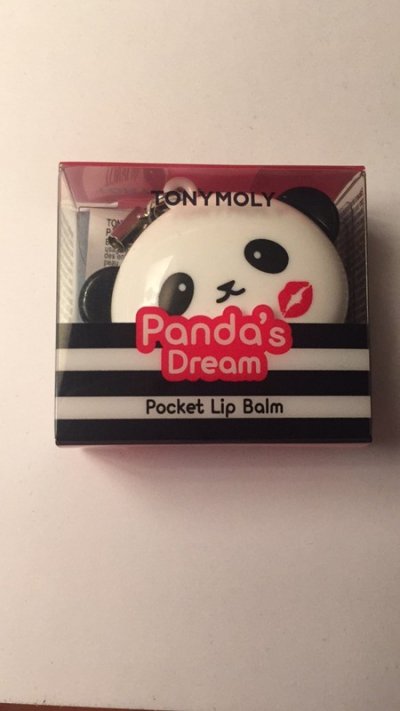 TONYMOLY
Panda's
Dream
Pocket Lip Balm